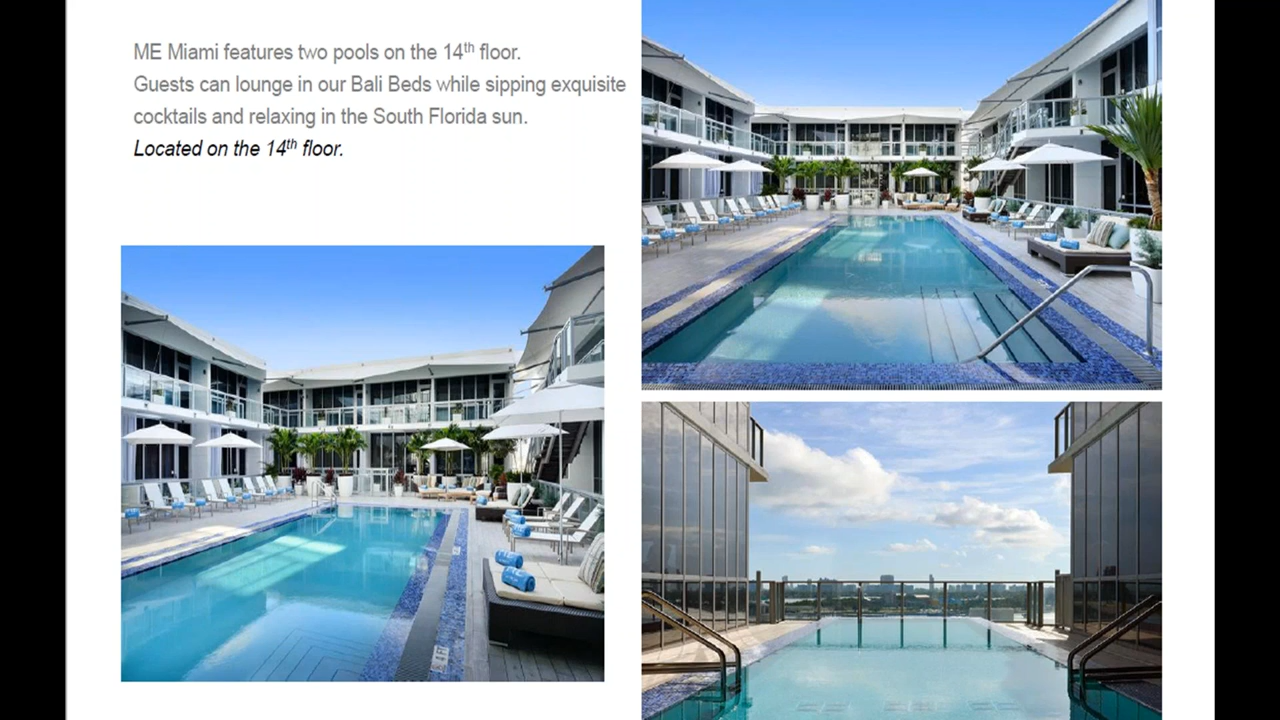 ME Miami features two pools on the 14th floor.
Guests can lounge in our Bali Beds while sipping exquisite
cocktails and relaxing in the South Florida sun.
Located on the 14th floor.